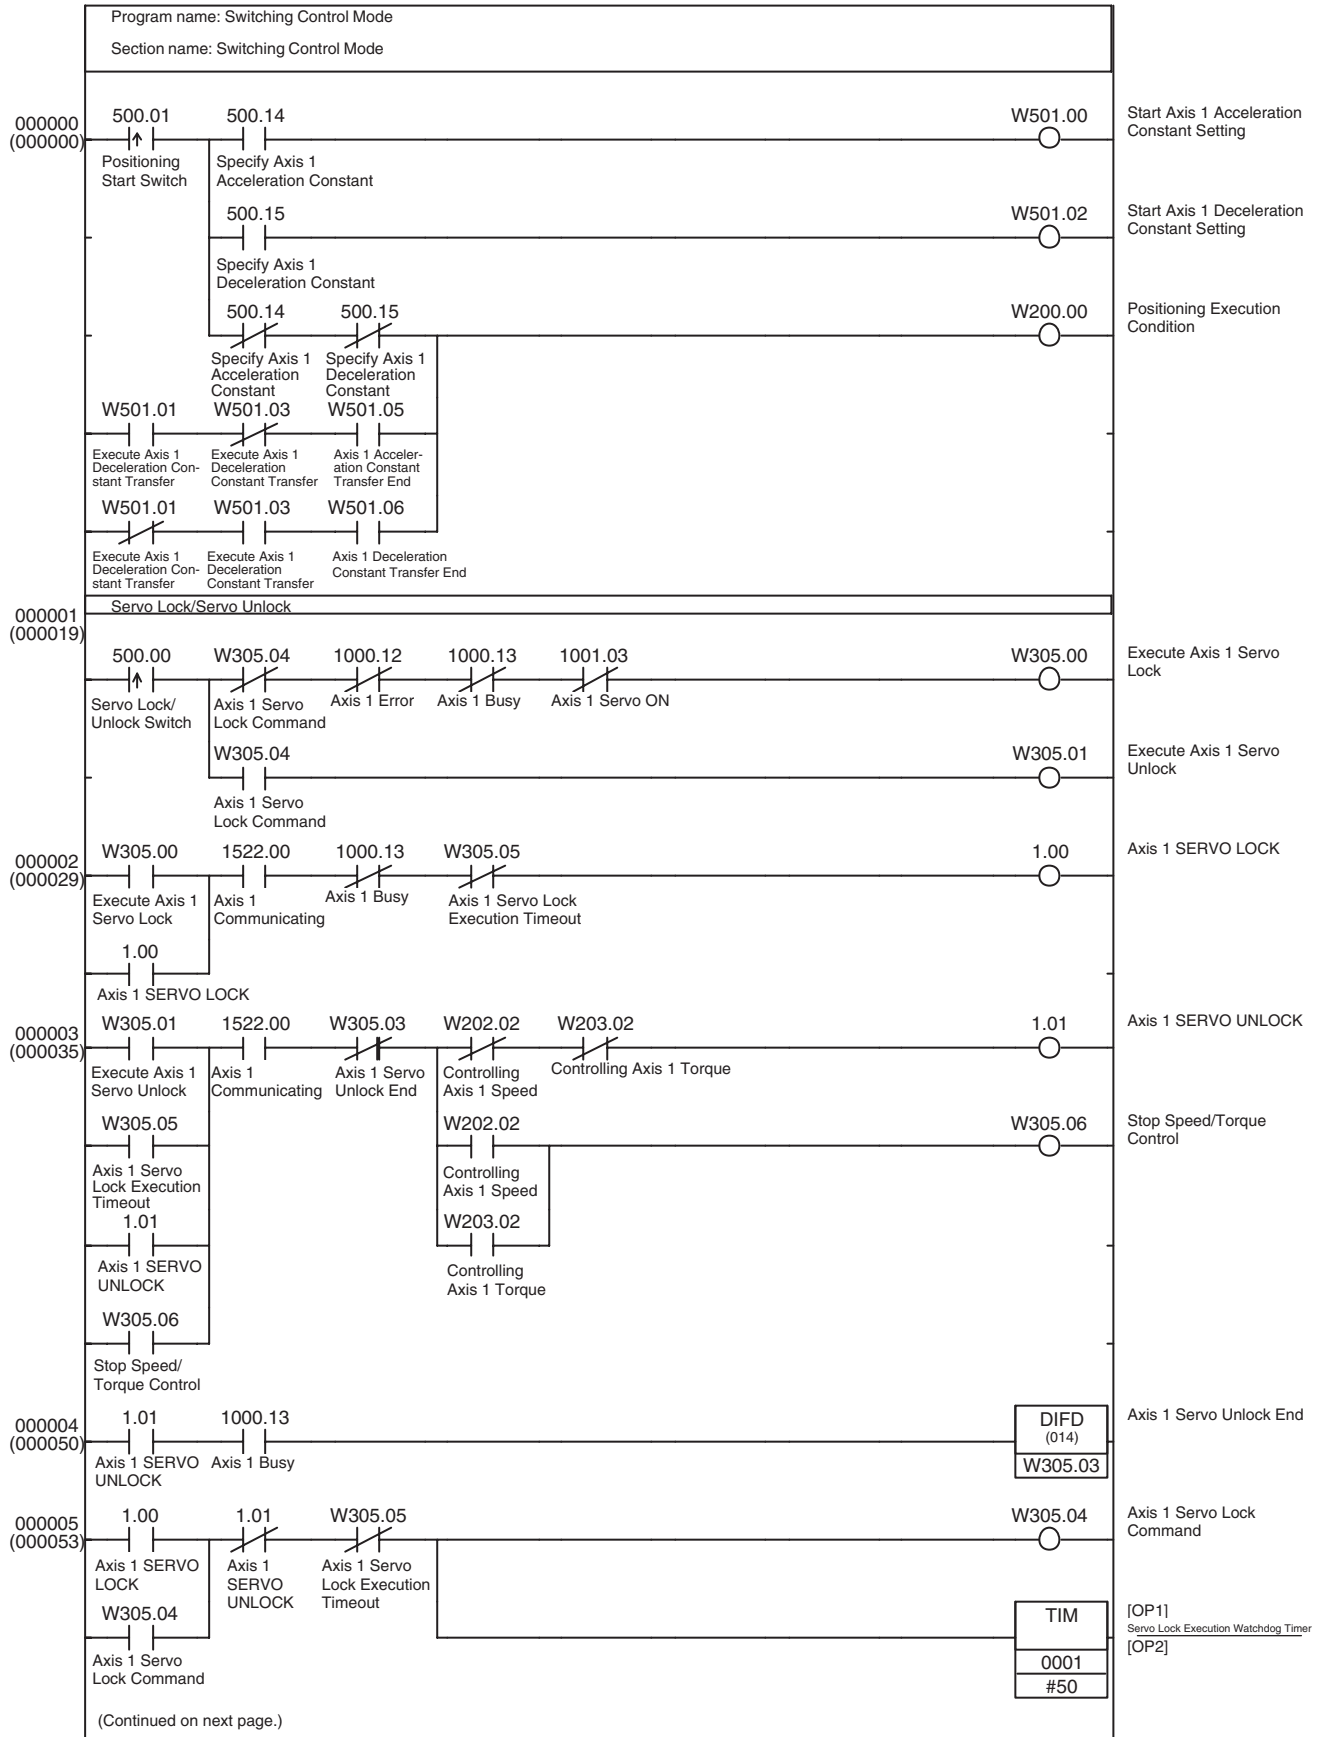 Program name: Switching Control Mode
Section name: Switching Control Mode
000000
(000000)
500.01 500.14 W501.00
Start Axis 1 Acceleration
Constant Setting
Positioning
Start Switch
Specify Axis 1
Acceleration Constant
500.15 W501.02
Start Axis 1 Deceleration
Constant Setting
Specify Axis 1
Deceleration Constant
500.14 500.15 W200.00
Positioning Execution
Condition
Specify Axis 1
Acceleration
Constant
Specify Axis 1
Deceleration
Constant
W501.01 W501.03 W501.05
Execute Axis 1
Deceleration Con-
stant Transfer
Execute Axis 1
Deceleration
Constant Transfer
Axis 1 Acceler-
ation Constant
Transfer End
W501.01 W501.03 W501.06
Execute Axis 1
Deceleration Con-
stant Transfer
Execute Axis 1
Deceleration
Constant Transfer
Axis 1 Deceleration
Constant Transfer End
Servo Lock/Servo Unlock
000001
(000019)
500.00 W305.04 1000.12 1000.13 1001.03 W305.00
Execute Axis 1 Servo
Lock
Servo Lock/
Unlock Switch
Axis 1 Servo
Lock Command
Axis 1 Error
Axis 1 Busy
Axis 1 Servo ON
W305.04 W305.01
Execute Axis 1 Servo
Unlock
Axis 1 Servo
Lock Command
000002
(000029)
W305.00 1522.00 1000.13 W305.05 1.00
Axis 1 SERVO LOCK
Execute Axis 1
Servo Lock
Axis 1
Communicating
Axis 1 Busy
Axis 1 Servo Lock
Execution Timeout
1.00
Axis 1 SERVO LOCK
000003
(000035)
W305.01 1522.00 W305.03 W202.02 W203.02 1.01
Axis 1 SERVO UNLOCK
Execute Axis 1
Servo Unlock
Axis 1
Communicating
Axis 1 Servo
Unlock End
Controlling
Axis 1 Speed
Controlling Axis 1 Torque
W305.05 W202.02 W305.06
Stop Speed/Torque
Control
Axis 1 Servo
Lock Execution
Timeout
Controlling
Axis 1 Speed
1.01 W203.02
Axis 1 SERVO
UNLOCK
Controlling
Axis 1 Torque
W305.06
Stop Speed/
Torque Control
000004
(000050)
1.01 1000.13
DIFD
(014)
W305.03
Axis 1 Servo Unlock End
Axis 1 SERVO
UNLOCK
Axis 1 Busy
000005
(000053)
1.00 1.01 W305.05 W305.04
Axis 1 Servo Lock
Command
Axis 1 SERVO
LOCK
Axis 1
SERVO
UNLOCK
Axis 1 Servo
Lock Execution
Timeout
W305.04
Axis 1 Servo
Lock Command
TIM
0001
#50
[OP1]
Servo Lock Execution Watchdog Timer
[OP2]
(Continued on next page.)